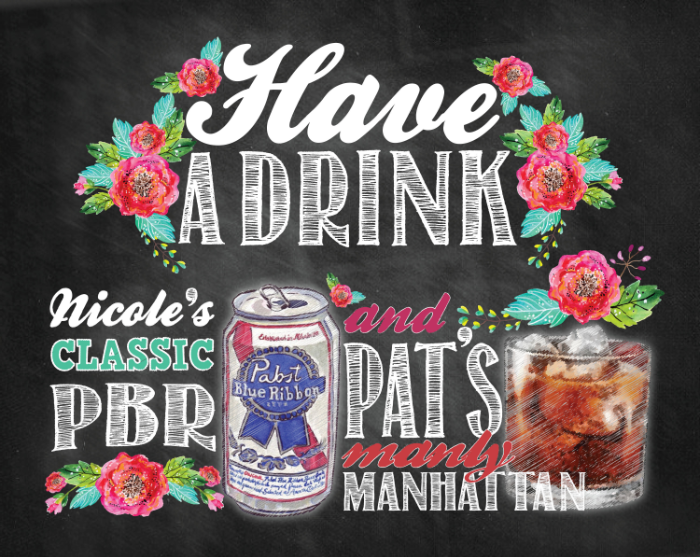 Have
A DRINK
Nicole's
CLASSIC
PBR
Pabst
Blue Ribbon
and
PAT'S
manly
MANHATTAN